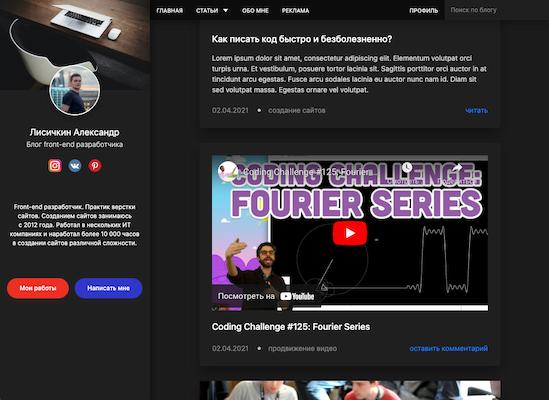 ГЛАВНАЯ СТАТЬИ ОБО МНЕ РЕКЛАМА ПРОФИЛЬ Поиск по блогу
Лисичкин Александр
Блог front-end разработчика
Front-end разработчик. Практик верстки
сайтов. Созданием сайтов занимаюсь
с 2012 года. Работал в нескольких ИТ
компаниях и наработал более 10 000 часов
в создании сайтов различной сложности.
Мои работы Написать мне
Как писать код быстро и безболезненно?
Lorem ipsum dolor sit amet, consectetur adipiscing elit. Elementum volutpat orci
turpis urna. Et vestibulum, posuere tortor lacinia sit. Sagittis porttitor orci auctor in at
tincidunt arcu egestas. Fusce arcu sodales lacinia eu auctor nunc nam id. Diam sit
sed volutpat massa. Egestas ornare vel volutpat.
02.04.2021 • создание сайтов читать
Coding Challenge #125: Fourier
CODING CHALLENGE:
FOURIER SERIES
Посмотреть на YouTube
Coding Challenge #125: Fourier Series
02.04.2021 • продвижение видео оставить комментарий